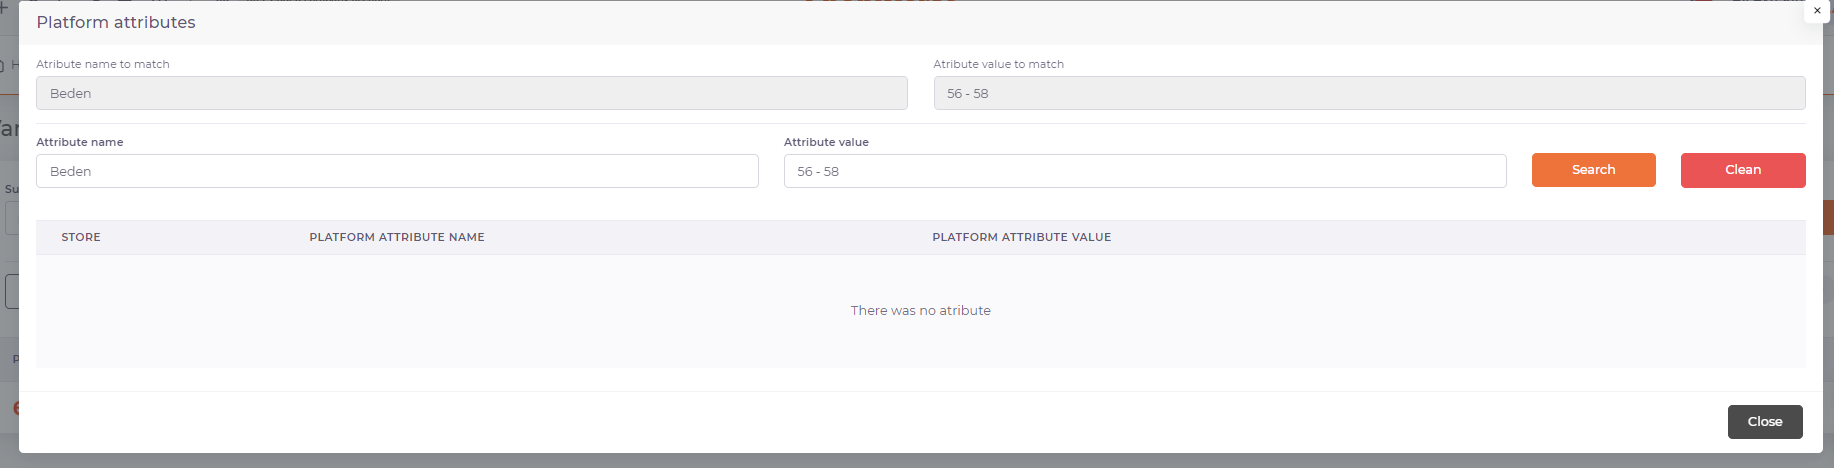 Platform attributes
×
Atribute name to match
Atribute value to match
Beden
56 - 58
Attribute name
Attribute value
Beden
56 - 58
Search
Clean
STORE
PLATFORM ATTRIBUTE NAME
PLATFORM ATTRIBUTE VALUE
There was no atribute
Close